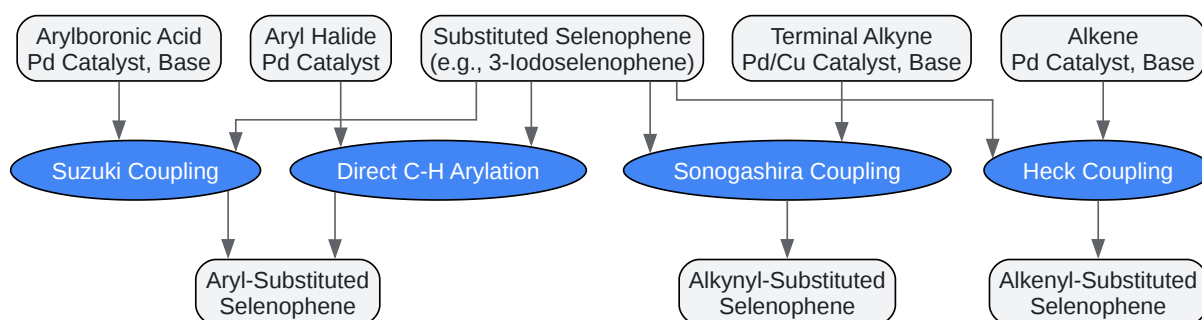 Arylboronic Acid
Pd Catalyst, Base
Aryl Halide
Pd Catalyst
Substituted Selenophene
(e.g., 3-Iodoselenophene)
Terminal Alkyne
Pd/Cu Catalyst, Base
Alkene
Pd Catalyst, Base
Suzuki Coupling
Direct C-H Arylation
Sonogashira Coupling
Heck Coupling
Aryl-Substituted
Selenophene
Alkynyl-Substituted
Selenophene
Alkenyl-Substituted
Selenophene